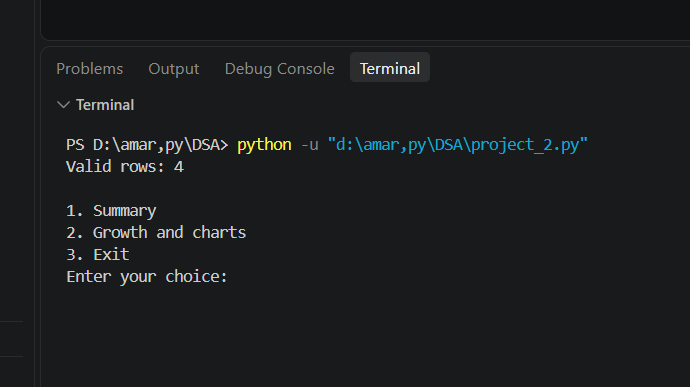 Problems Output Debug Console Terminal
Terminal
PS D:\amar,py\DSA> python -u "d:\amar,py\DSA\project_2.py"
Valid rows: 4
1. Summary
2. Growth and charts
3. Exit
Enter your choice: